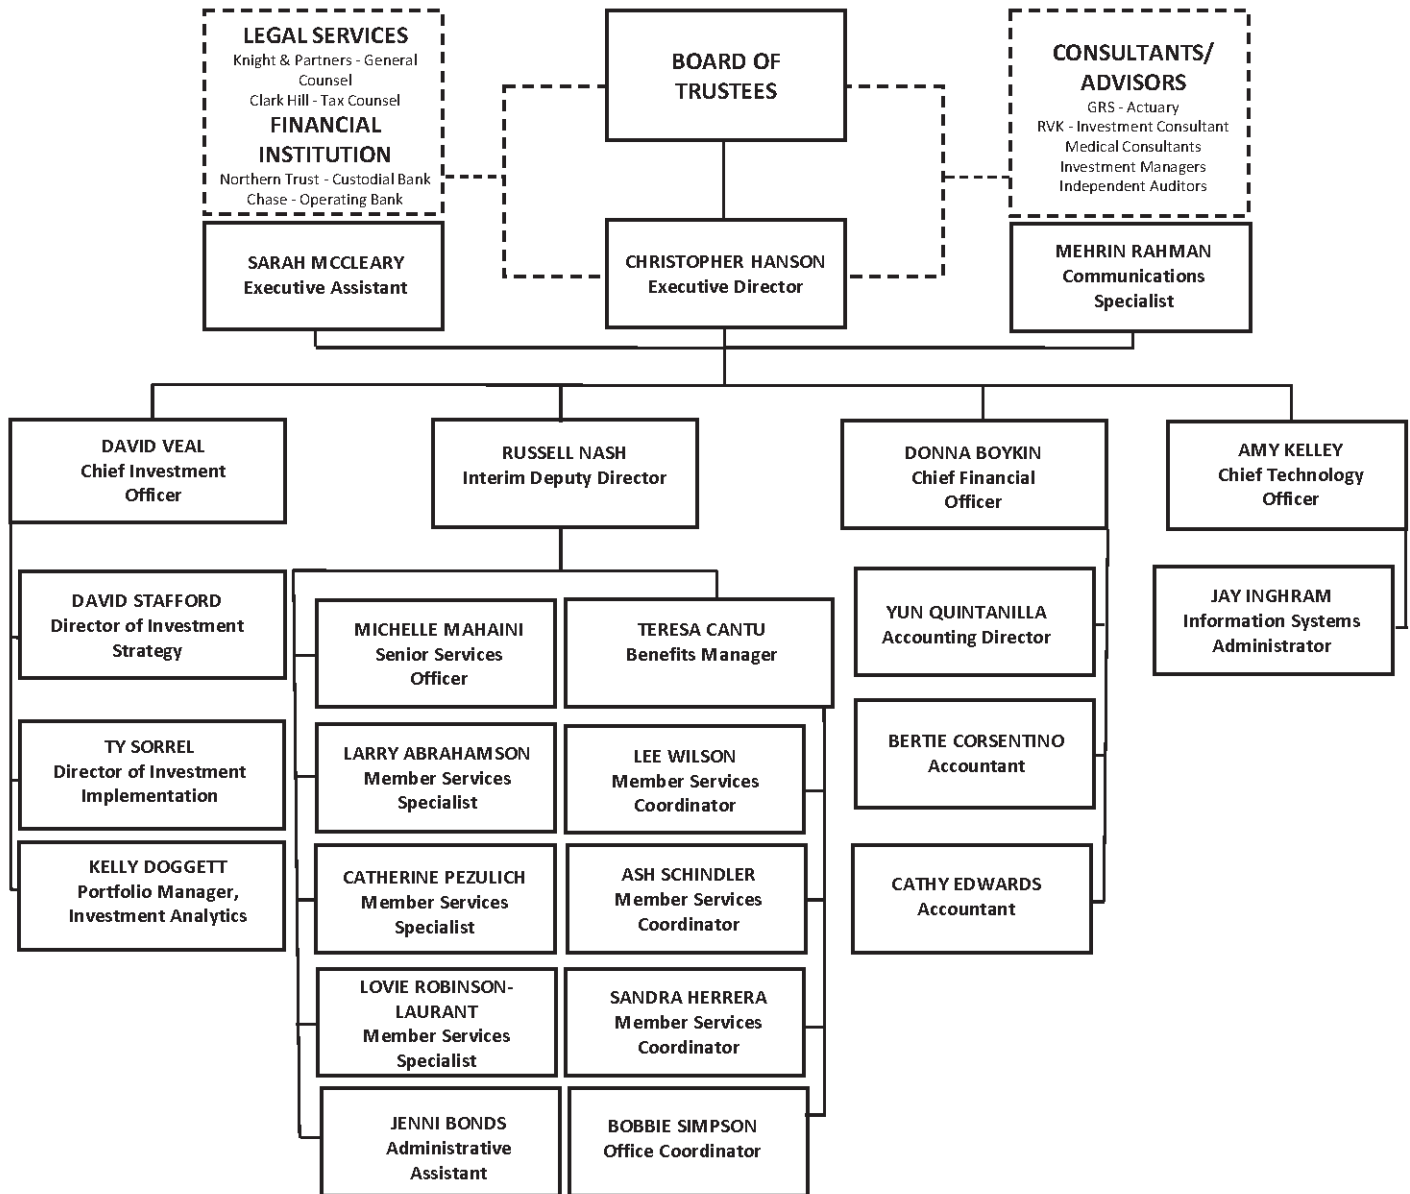 LEGAL SERVICES
Knight & Partners - General
Counsel
Clark Hill - Tax Counsel
FINANCIAL
INSTITUTION
Northern Trust - Custodial Bank
Chase - Operating Bank
BOARD OF
TRUSTEES
CONSULTANTS/
ADVISORS
GRS - Actuary
RVK - Investment Consultant
Medical Consultants
Investment Managers
Independent Auditors
SARAH MCCLEARY
Executive Assistant
CHRISTOPHER HANSON
Executive Director
MEHRIN RAHMAN
Communications
Specialist
DAVID VEAL
Chief Investment
Officer
RUSSELL NASH
Interim Deputy Director
DONNA BOYKIN
Chief Financial
Officer
AMY KELLEY
Chief Technology
Officer
DAVID STAFFORD
Director of Investment
Strategy
TY SORREL
Director of Investment
Implementation
KELLY DOGGETT
Portfolio Manager,
Investment Analytics
MICHELLE MAHAINI
Senior Services
Officer
LARRY ABRAHAMSON
Member Services
Specialist
CATHERINE PEZULICH
Member Services
Specialist
LOVIE ROBINSON-
LAURANT
Member Services
Specialist
JENNI BONDS
Administrative
Assistant
TERESA CANTU
Benefits Manager
LEE WILSON
Member Services
Coordinator
ASH SCHINDLER
Member Services
Coordinator
SANDRA HERRERA
Member Services
Coordinator
BOBBIE SIMPSON
Office Coordinator
YUN QUINTANILLA
Accounting Director
BERTIE CORSENTINO
Accountant
CATHY EDWARDS
Accountant
JAY INGHRAM
Information Systems
Administrator